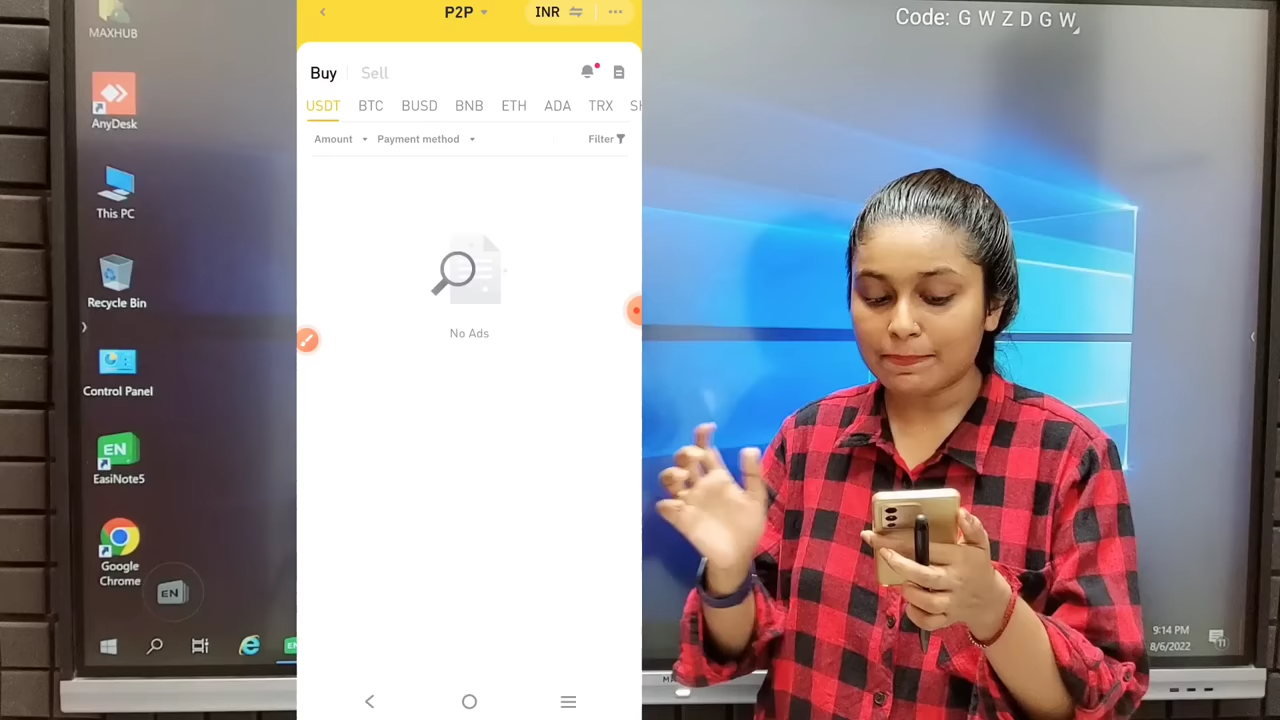 MAXHUB
AnyDesk
This PC
Recycle Bin
Control Panel
EN
EasiNote5
Google
Chrome
EN
P2P
INR
Buy
Sell
USDT BTC BUSD BNB ETH ADA TRX
Amount
Payment method
Filter
No Ads
Code: G W Z D G W
9:14 PM
8/6/2022
11